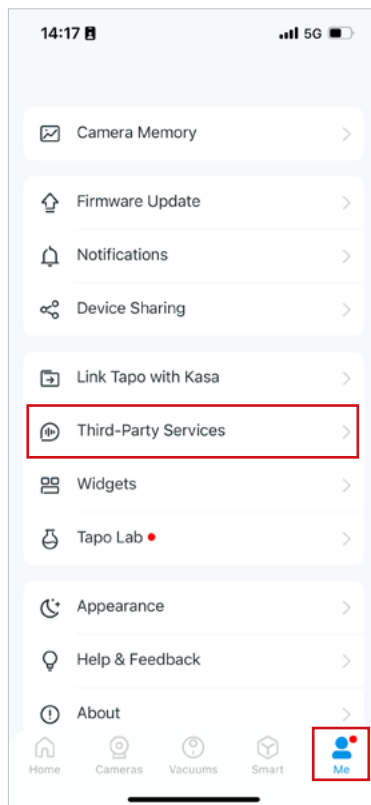 14:17 5G
Camera Memory
Firmware Update
Notifications
Device Sharing
Link Tapo with Kasa
Third-Party Services
Widgets
Tapo Lab
Appearance
Help & Feedback
About
Home Cameras Vacuums Smart Me